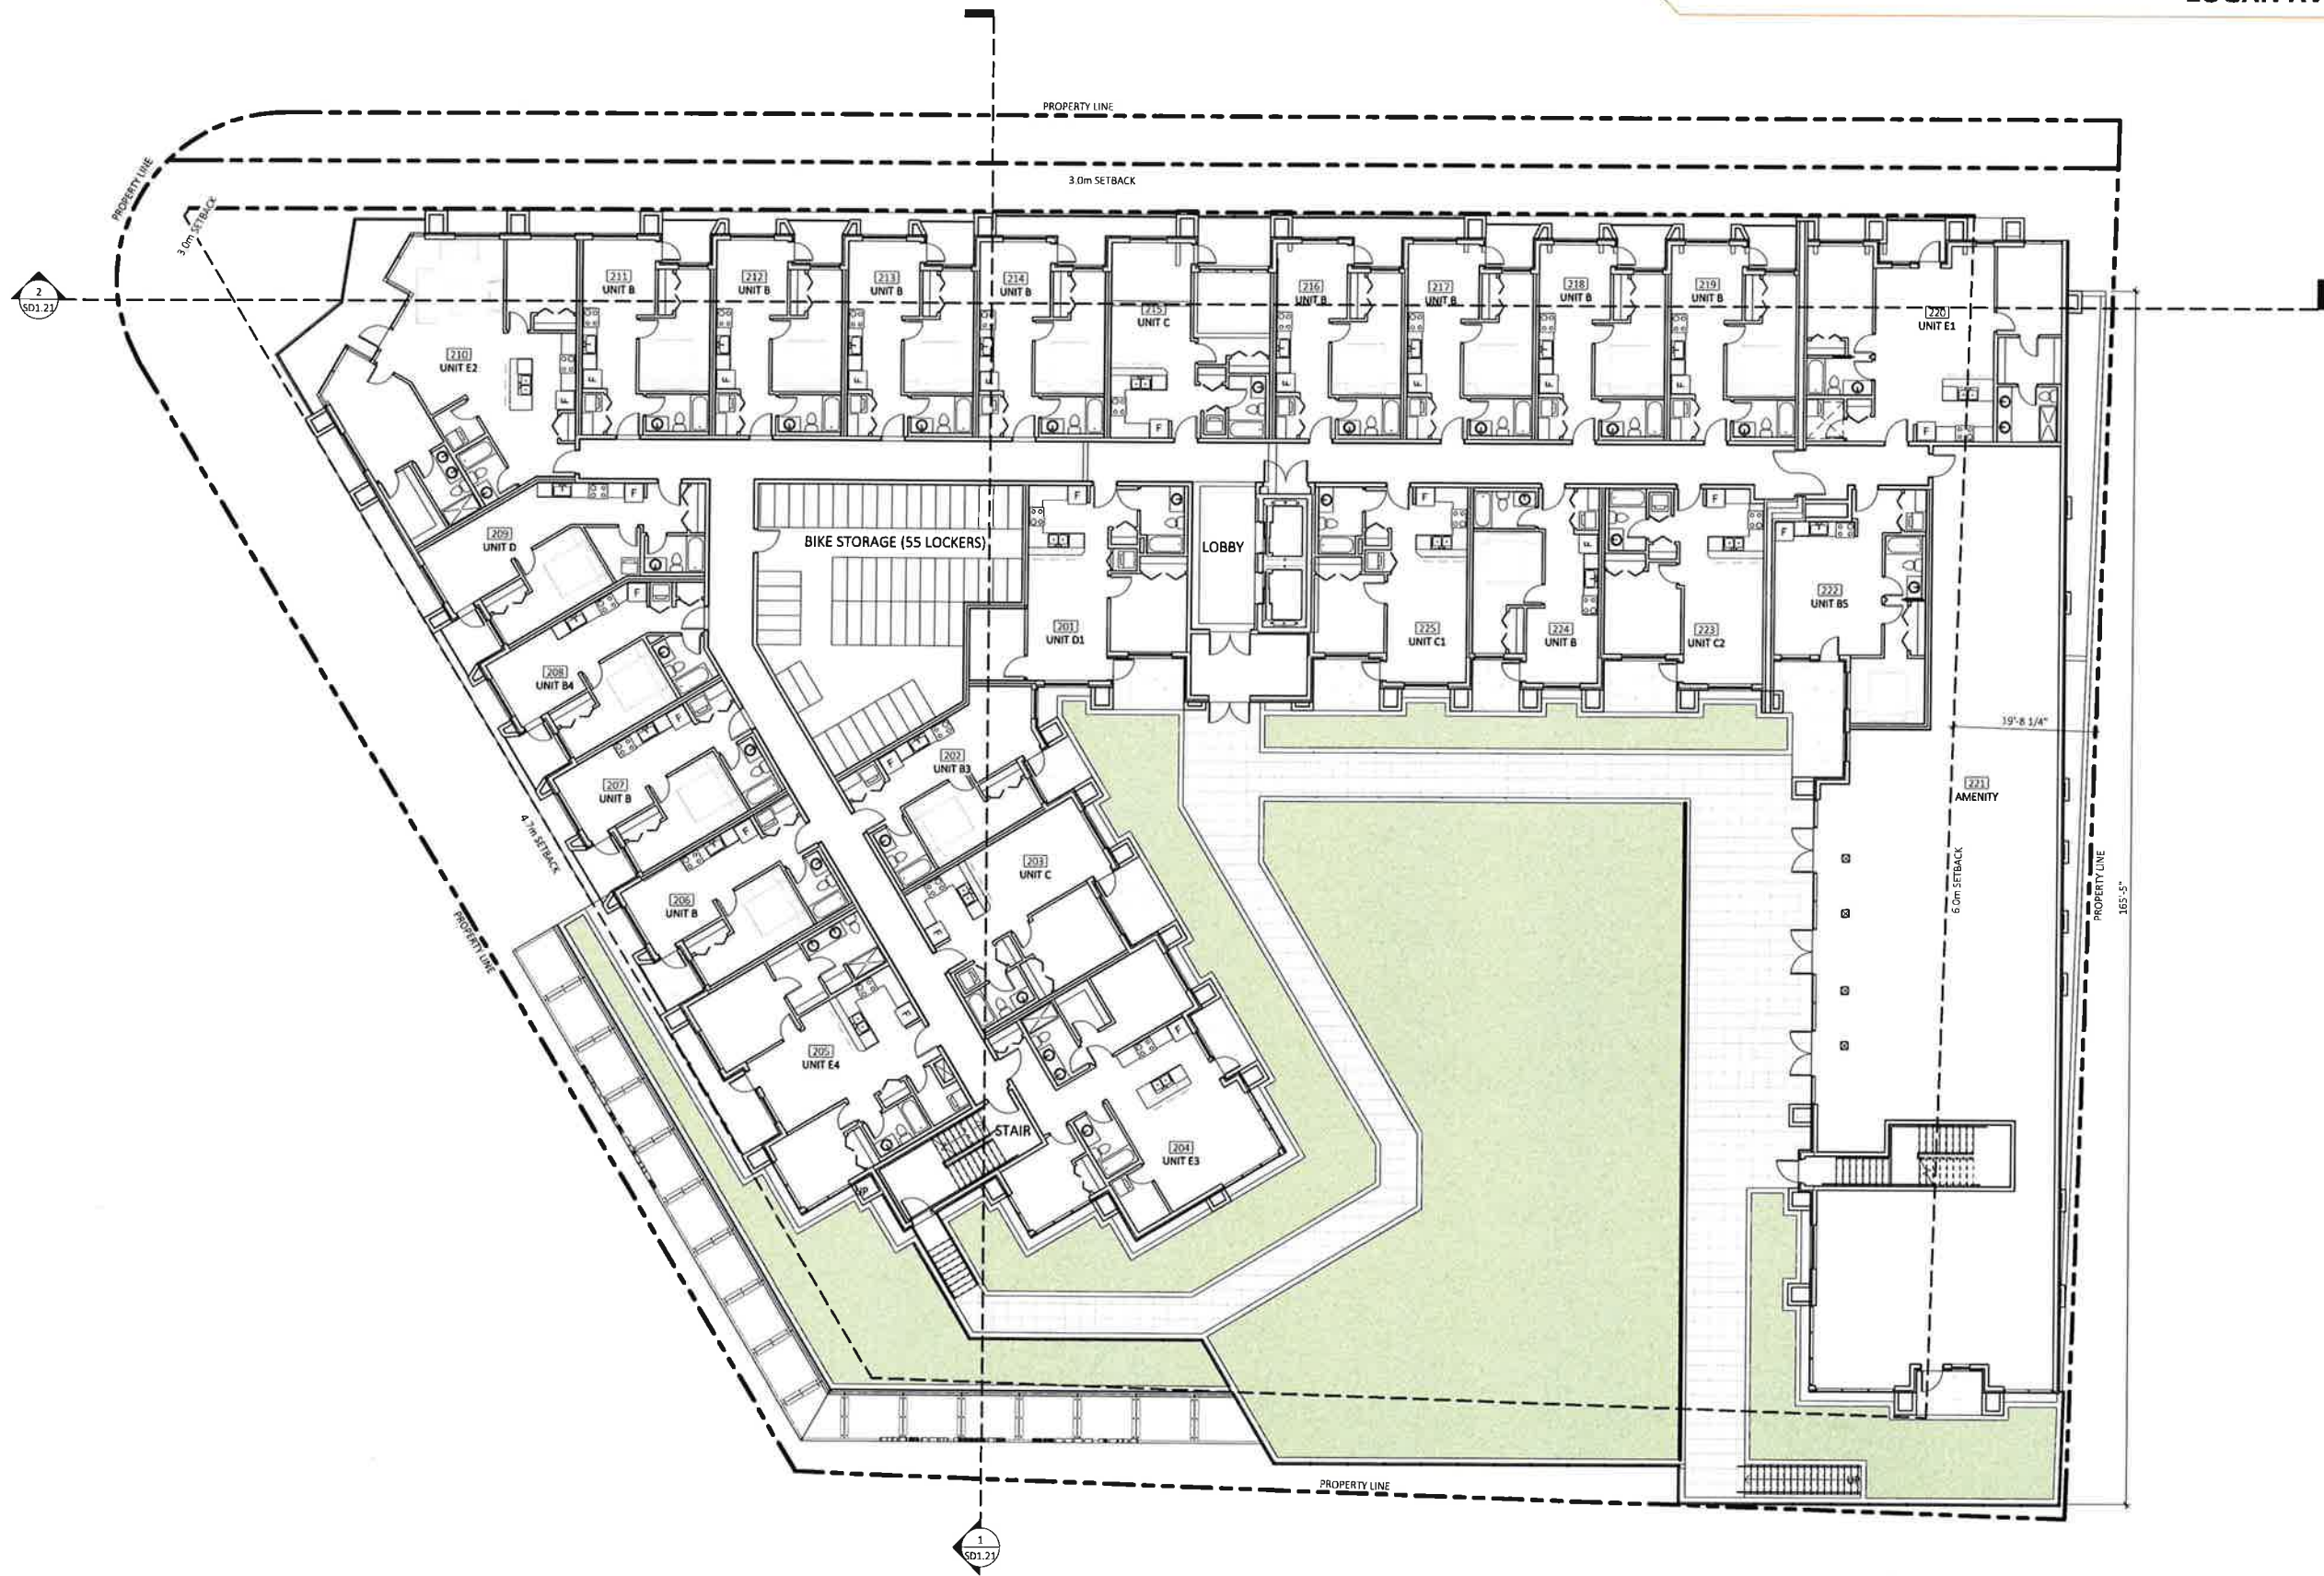 PROPERTY LINE
3.0m SETBACK
PROPERTY LINE
3.0m SETBACK
2
SD1.21
211
UNIT B
212
UNIT B
213
UNIT B
214
UNIT B
215
UNIT C
216
UNIT B
217
UNIT B
218
UNIT B
219
UNIT B
220
UNIT E1
210
UNIT E2
F
F
F
F
F
F
F
F
F
F
F
209
UNIT D
F
BIKE STORAGE (55 LOCKERS)
F
LOBBY
F
F
F
F
222
UNIT B5
201
UNIT D1
225
UNIT C1
224
UNIT B
223
UNIT C2
F
208
UNIT B4
F
207
UNIT B
F
202
UNIT B3
F
19'-8 1/4"
221
AMENITY
4.7m SETBACK
206
UNIT B
203
UNIT C
F
6.0m SETBACK
PROPERTY LINE
165'-5"
PROPERTY LINE
205
UNIT E4
F
F
STAIR
204
UNIT E3
UP
UP
PROPERTY LINE
1
SD1.21